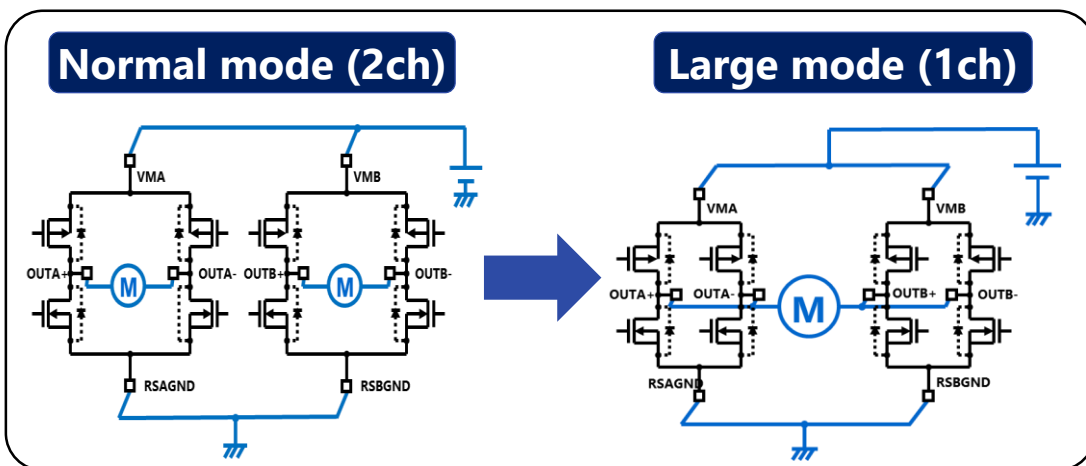 Normal mode (2ch)
Large mode (1ch)
VMA
VMB
OUTA+
M
OUTA-
OUTB+
M
OUTB-
RSAGND
RSBGND
VMA
VMB
OUTA+
OUTA-
M
OUTB+
OUTB-
RSAGND
RSBGND